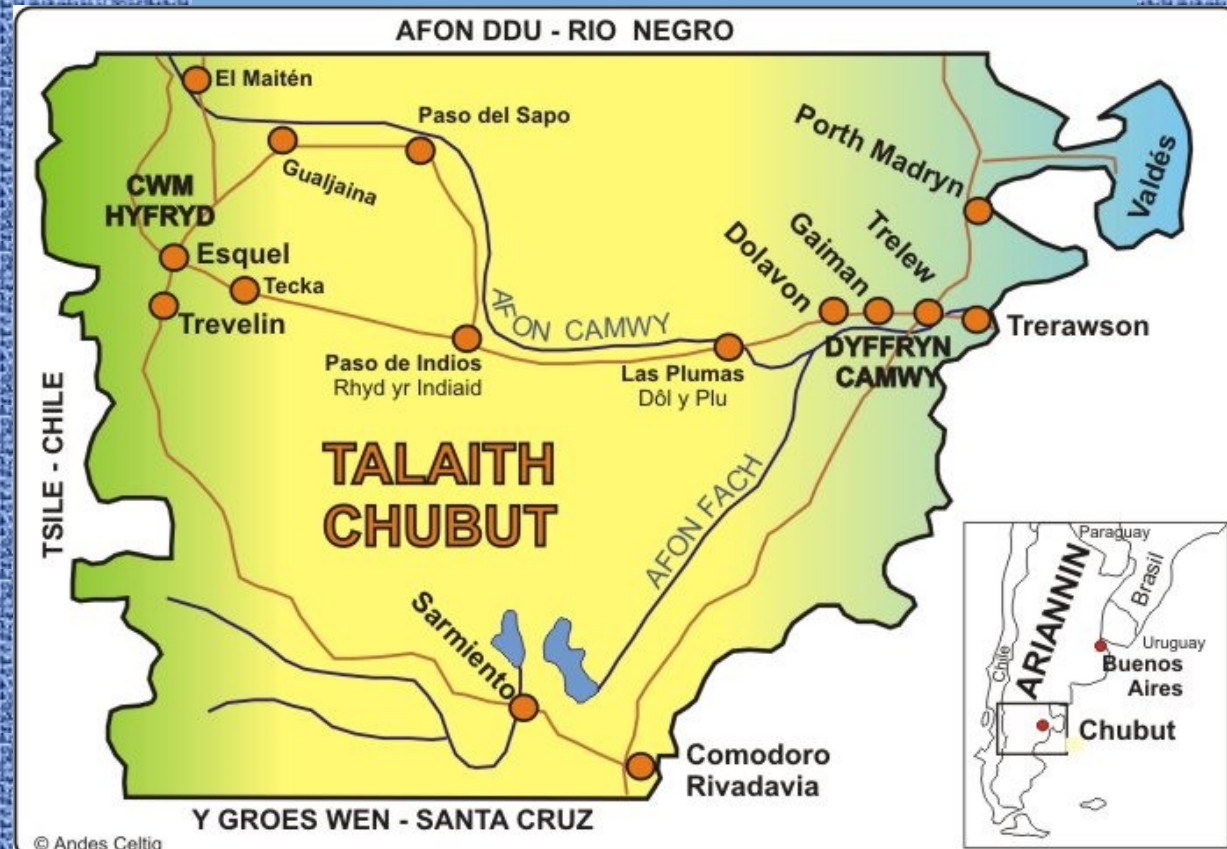 AFON DDU - RIO NEGRO
El Maitén
Paso del Sapo
Gualjaina
Porth Madryn
Valdés
CWM
HYFRYD
Esquel
Tecka
Trevelin
Dolavon
Gaiman
Trelew
Trerawson
AFON CAMWY
DYFFRYN
CAMWY
Paso de Indios
Rhyd yr Indiaid
Las Plumas
Dôl y Plu
TSILE - CHILE
TALAITH
CHUBUT
AFON FACH
Sarmiento
Comodoro
Rivadavia
Y GROES WEN - SANTA CRUZ
© Andes Celtig
Paraguay
Brasil
ARIANNIN
Uruguay
Chile
Buenos
Aires
Chubut